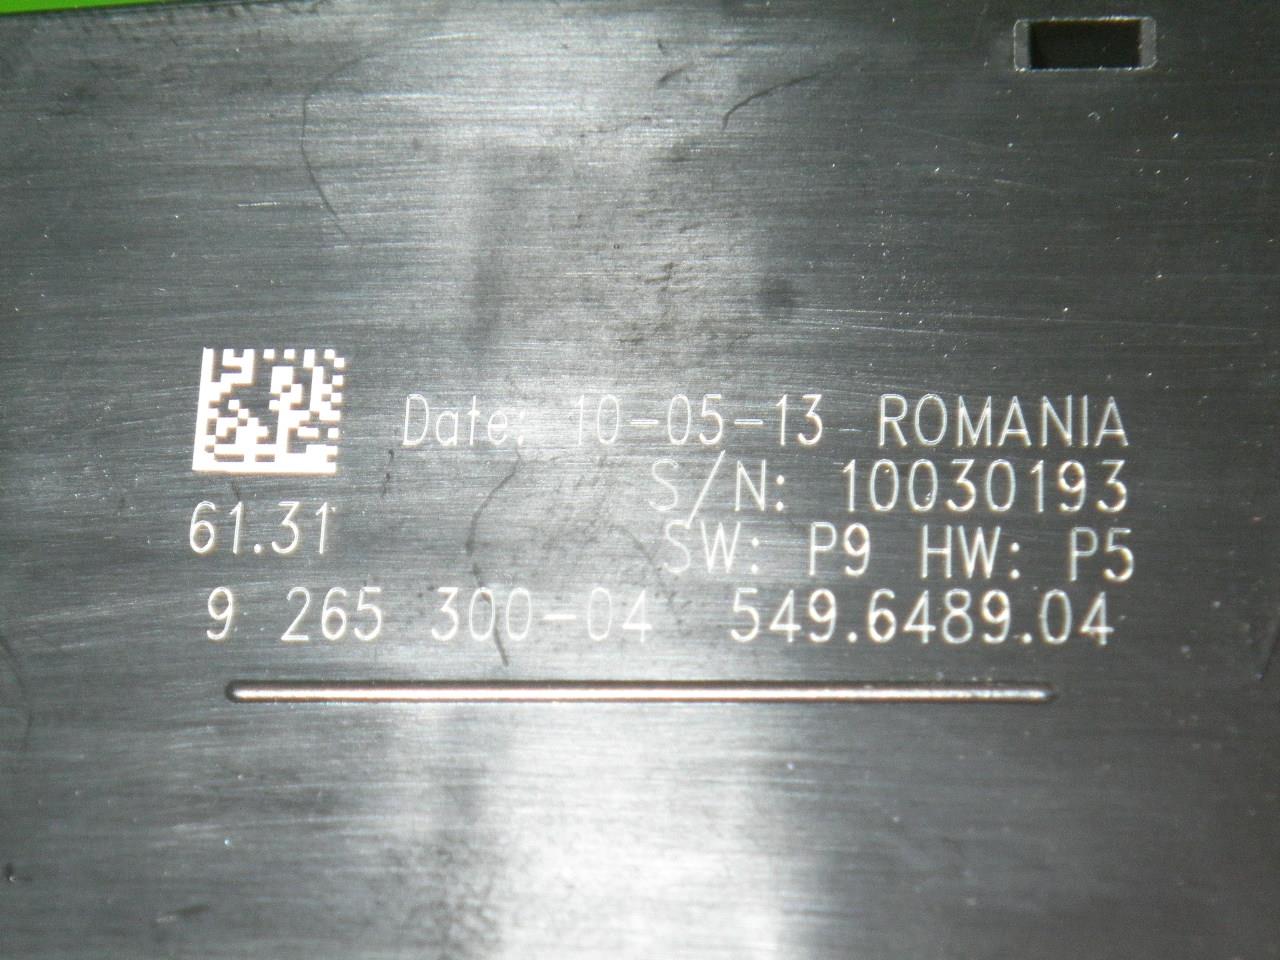 Date: 10-05-13 ROMANIA
S/N: 10030193
61.31
SW: P9 HW: P5
9 265 300-04 549.6489.04